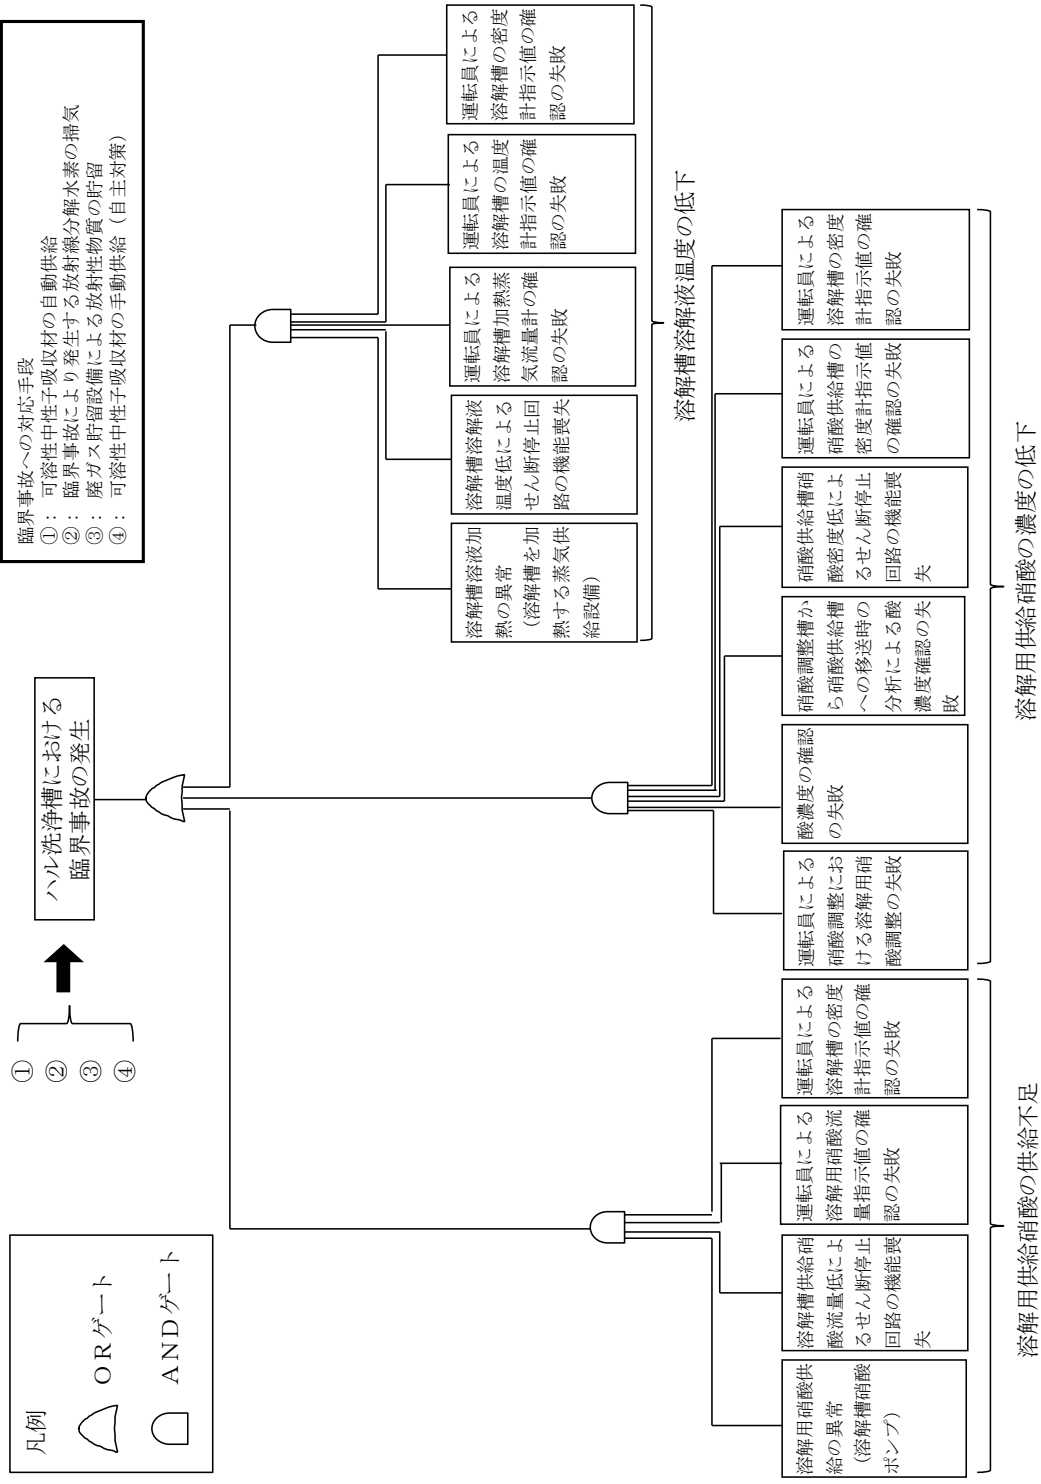 凡例
ORゲート
ANDゲート
①
②
③
④
ハル洗浄槽における
臨界事故の発生
臨界事故への対応手段
①：可溶性中性子吸収材の自動供給
②：臨界事故により発生する放射線分解水素の掃気
③：廃ガス貯留設備による放射性物質の貯留
④：可溶性中性子吸収材の手動供給（自主対策）
溶解槽溶液加
熱の異常
（溶解槽を加
熱する蒸気供
給設備）
溶解槽溶解液
温度低による
せん断停止回
路の機能喪失
運転員による
溶解槽加熱蒸
気流量計の確
認の失敗
運転員による
溶解槽の温度
計指示値の確
認の失敗
運転員による
溶解槽の密度
計指示値の確
認の失敗
溶解槽溶解液温度の低下
溶解用硝酸供
給の異常
（溶解槽硝酸
ポンプ）
溶解槽供給硝
酸流量低によ
るせん断停止
回路の機能喪
失
運転員による
溶解用硝酸流
量指示値の確
認の失敗
運転員による
溶解槽の密度
計指示値の確
認の失敗
溶解用供給硝酸の供給不足
運転員による
硝酸調整にお
ける溶解用硝
酸調整の失敗
酸濃度の確認
の失敗
硝酸調整槽か
ら硝酸供給槽
への移送時の
分析による酸
濃度確認の失
敗
硝酸供給槽硝
酸密度低によ
るせん断停止
回路の機能喪
失
運転員による
硝酸供給槽の
密度計指示値
の確認の失敗
運転員による
溶解槽の密度
計指示値の確
認の失敗
溶解用供給硝酸の濃度の低下